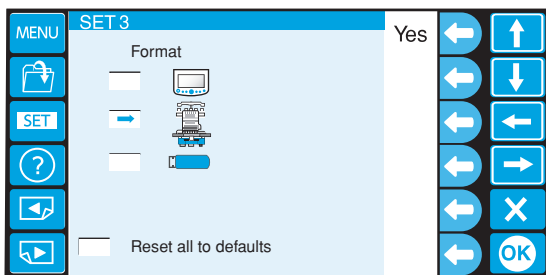 MENU
SET 3
Yes
Format
SET
?
Reset all to defaults
OK